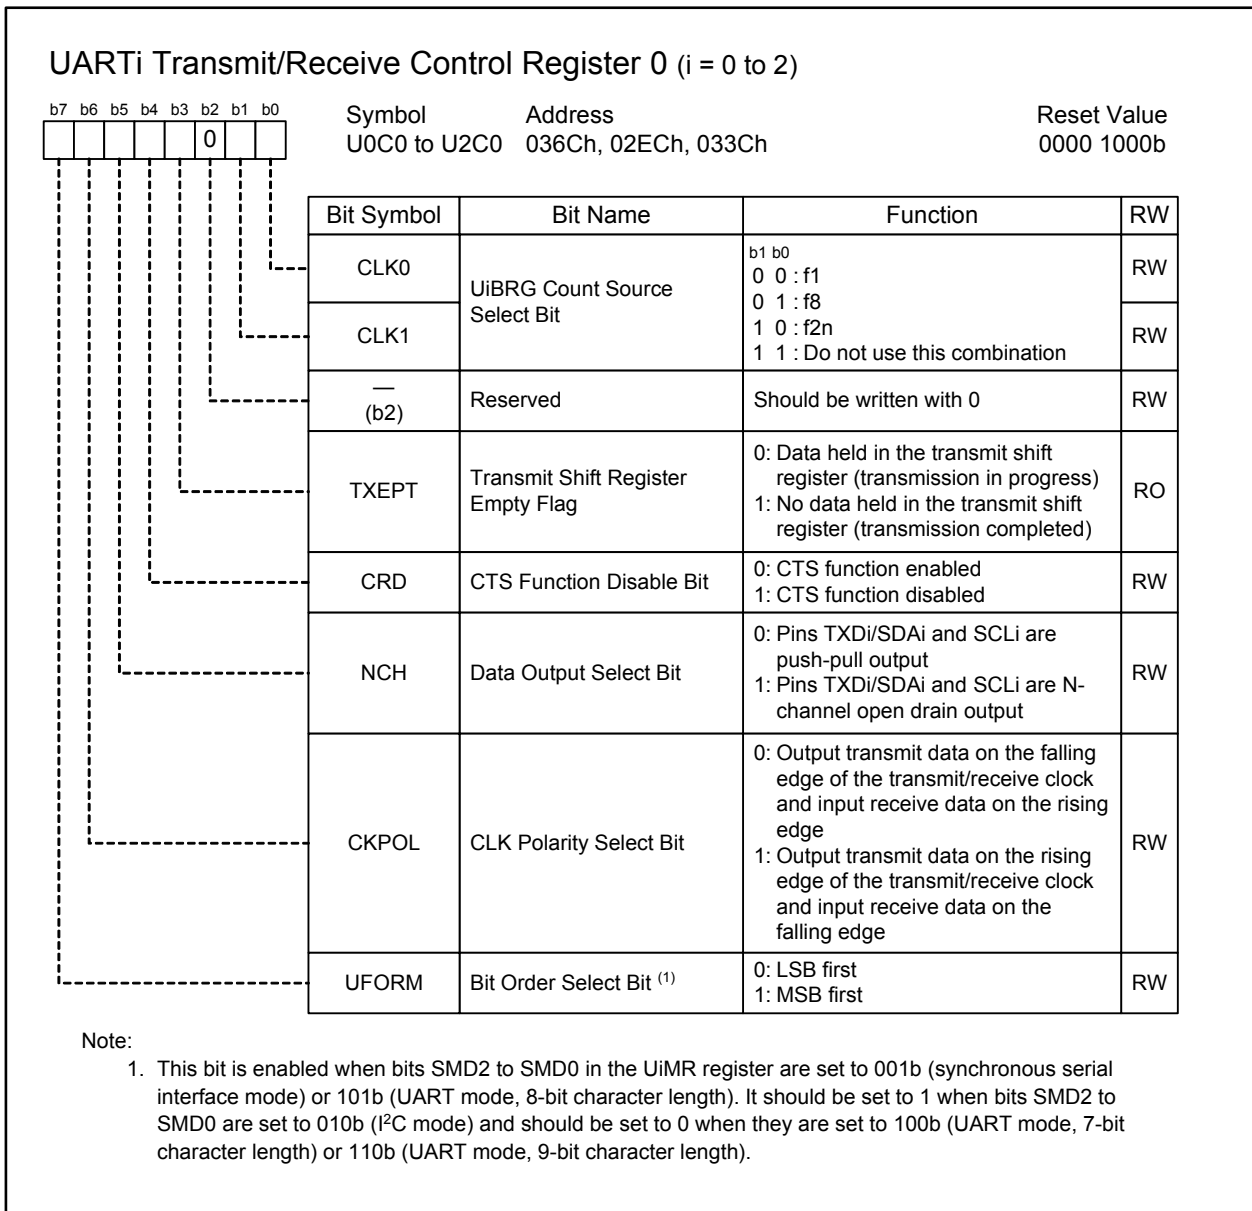 UARTi Transmit/Receive Control Register 0 (i = 0 to 2)
b7 b6 b5 b4 b3 b2 b1 b0
0
Symbol Address Reset Value
U0C0 to U2C0 036Ch, 02ECh, 033Ch 0000 1000b
Bit Symbol Bit Name Function RW
CLK0
CLK1
UiBRG Count Source
Select Bit
b1 b0
0 0 : f1
0 1 : f8
1 0 : f2n
1 1 : Do not use this combination
RW
RW
—
(b2)
Reserved
Should be written with 0
RW
TXEPT
Transmit Shift Register
Empty Flag
0: Data held in the transmit shift
register (transmission in progress)
1: No data held in the transmit shift
register (transmission completed)
RO
CRD
CTS Function Disable Bit
0: CTS function enabled
1: CTS function disabled
RW
NCH
Data Output Select Bit
0: Pins TXDi/SDAi and SCLi are
push-pull output
1: Pins TXDi/SDAi and SCLi are N-
channel open drain output
RW
CKPOL
CLK Polarity Select Bit
0: Output transmit data on the falling
edge of the transmit/receive clock
and input receive data on the rising
edge
1: Output transmit data on the rising
edge of the transmit/receive clock
and input receive data on the
falling edge
RW
UFORM
Bit Order Select Bit (1)
0: LSB first
1: MSB first
RW
Note:
1. This bit is enabled when bits SMD2 to SMD0 in the UiMR register are set to 001b (synchronous serial
interface mode) or 101b (UART mode, 8-bit character length). It should be set to 1 when bits SMD2 to
SMD0 are set to 010b (I²C mode) and should be set to 0 when they are set to 100b (UART mode, 7-bit
character length) or 110b (UART mode, 9-bit character length).